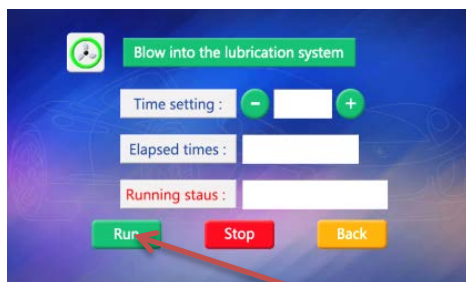 Blow into the lubrication system
Time setting : - +
Elapsed times :
Running staus :
Run Stop Back